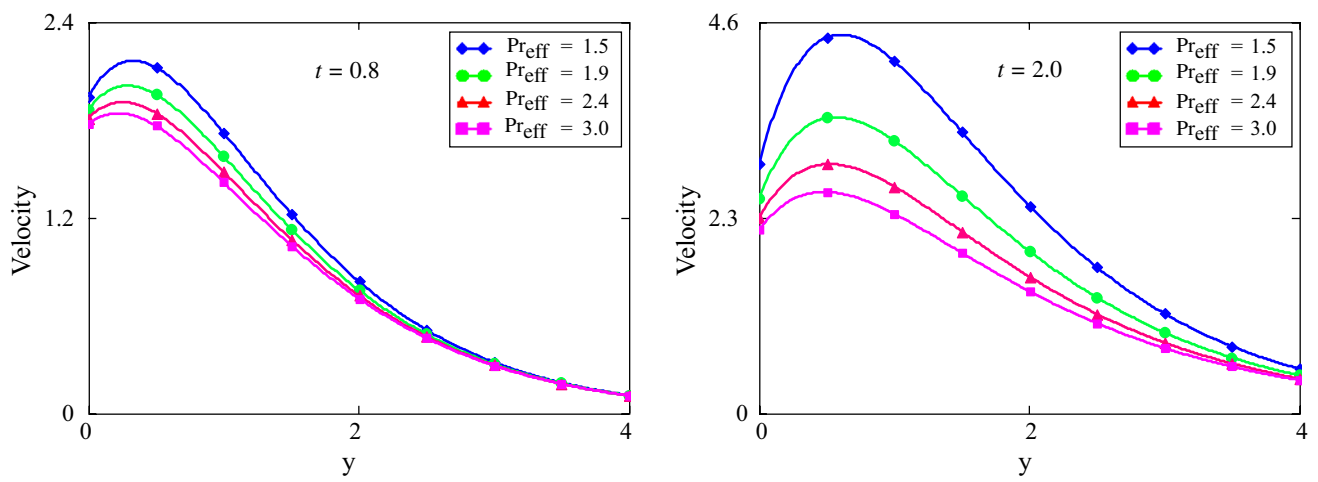 2.4
Pr_eff = 1.5
Pr_eff = 1.9
Pr_eff = 2.4
Pr_eff = 3.0
t = 0.8
1.2
0
Velocity
0
2
4
y
4.6
Pr_eff = 1.5
Pr_eff = 1.9
Pr_eff = 2.4
Pr_eff = 3.0
t = 2.0
2.3
0
Velocity
0
2
4
y